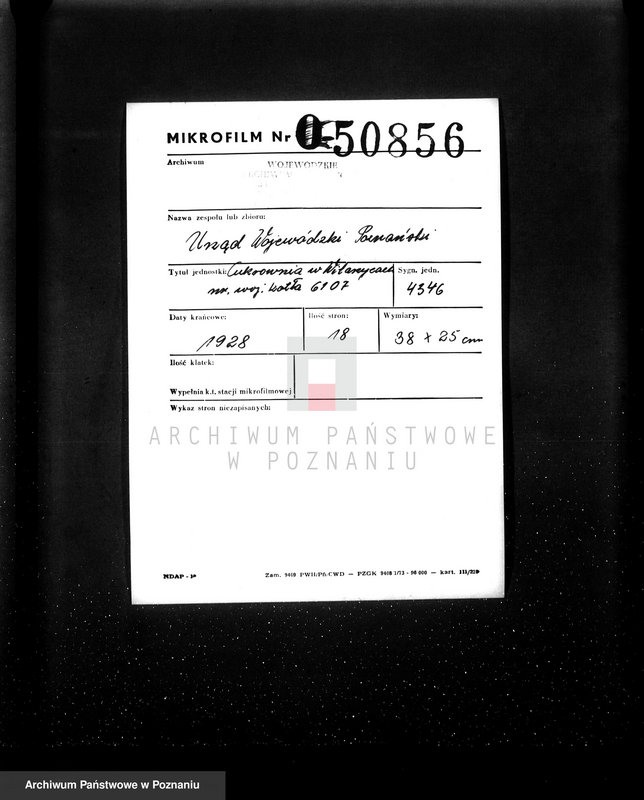 MIKROFILM Nr 0-50856
Archiwum
WOJEWÓDZKIE
Nazwa zespołu lub zbioru:
Urząd Wojewódzki Poznański
Tytuł jednostki: Cukrownia w Witaszycach
nr. woj. kotła 6107
Sygn. jedn.
4346
Daty krańcowe:
1928
Ilość stron:
18
Wymiary:
38 x 25 cm
Ilość klatek:
Wypełnia k.t. stacji mikrofilmowej
Wykaz stron niezapisanych:
ARCHIWUM PAŃSTWOWE
W POZNANIU
NDAP - 1a
Archiwum Państwowe w Poznaniu